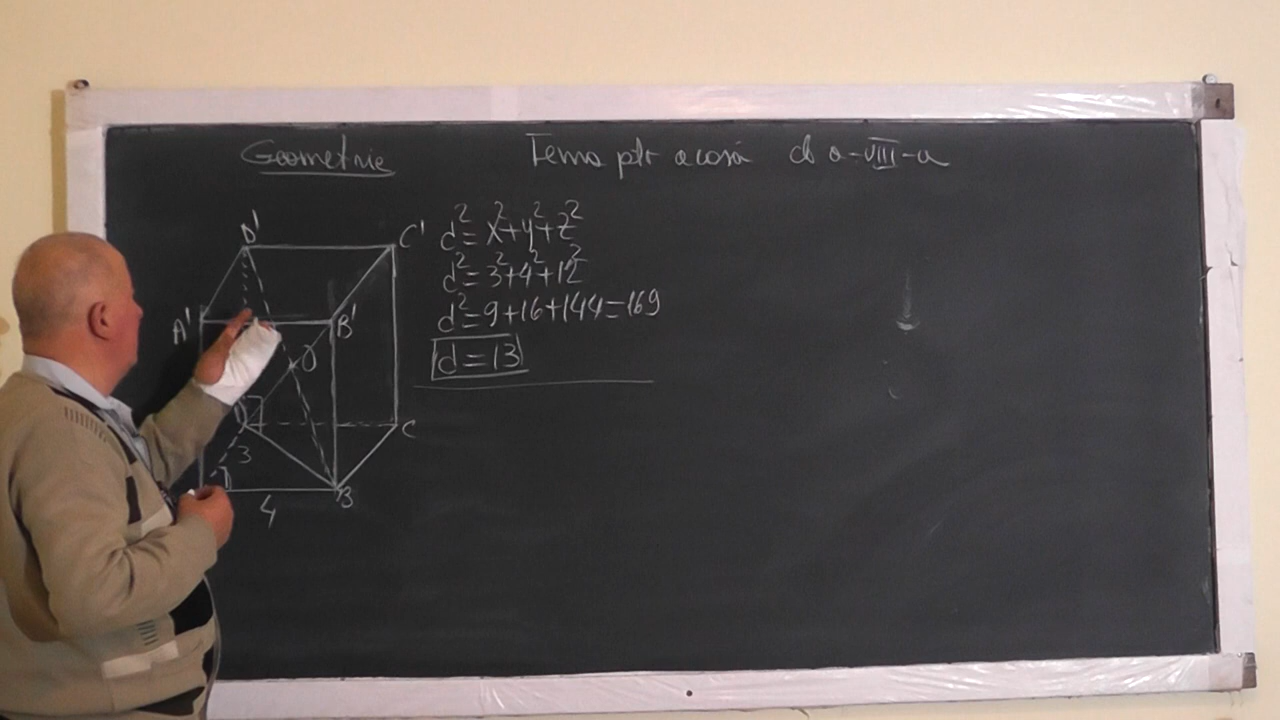 Geometrie
Tema ptr acasă cl a-VIII-a
D'
C'
A'
B'
O
D
C
3
B
4
d²=x²+y²+z²
d²=3²+4²+12²
d²=9+16+144=169
d=13